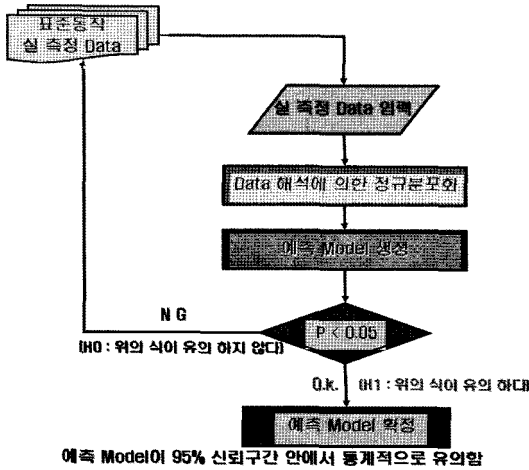 표준동작
실 측정 Data
실 측정 Data 입력
Data 해석에 의한 정규분포화
예측 Model 생성
N G
P < 0.05
(H0 : 위의 식이 유의 하지 않다)
O.k. (H1 : 위의 식이 유의 하다)
예측 Model 확정
예측 Model이 95% 신뢰구간 안에서 통계적으로 유의함